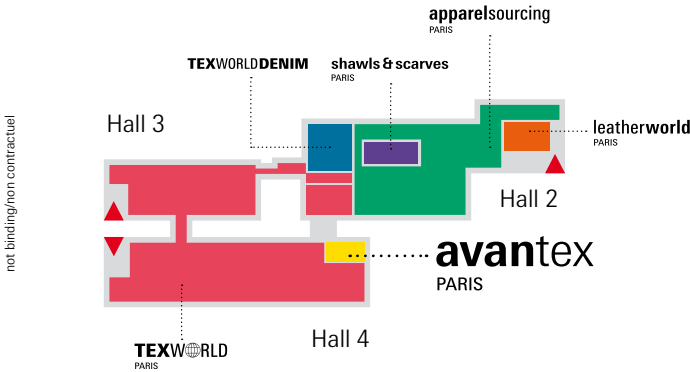 apparelsourcing
PARIS
TEXWORLDDENIM
shawls & scarves
PARIS
Hall 3
leatherworld
PARIS
not binding/non contractuel
Hall 2
avantex
PARIS
Hall 4
TEXWORLD
PARIS